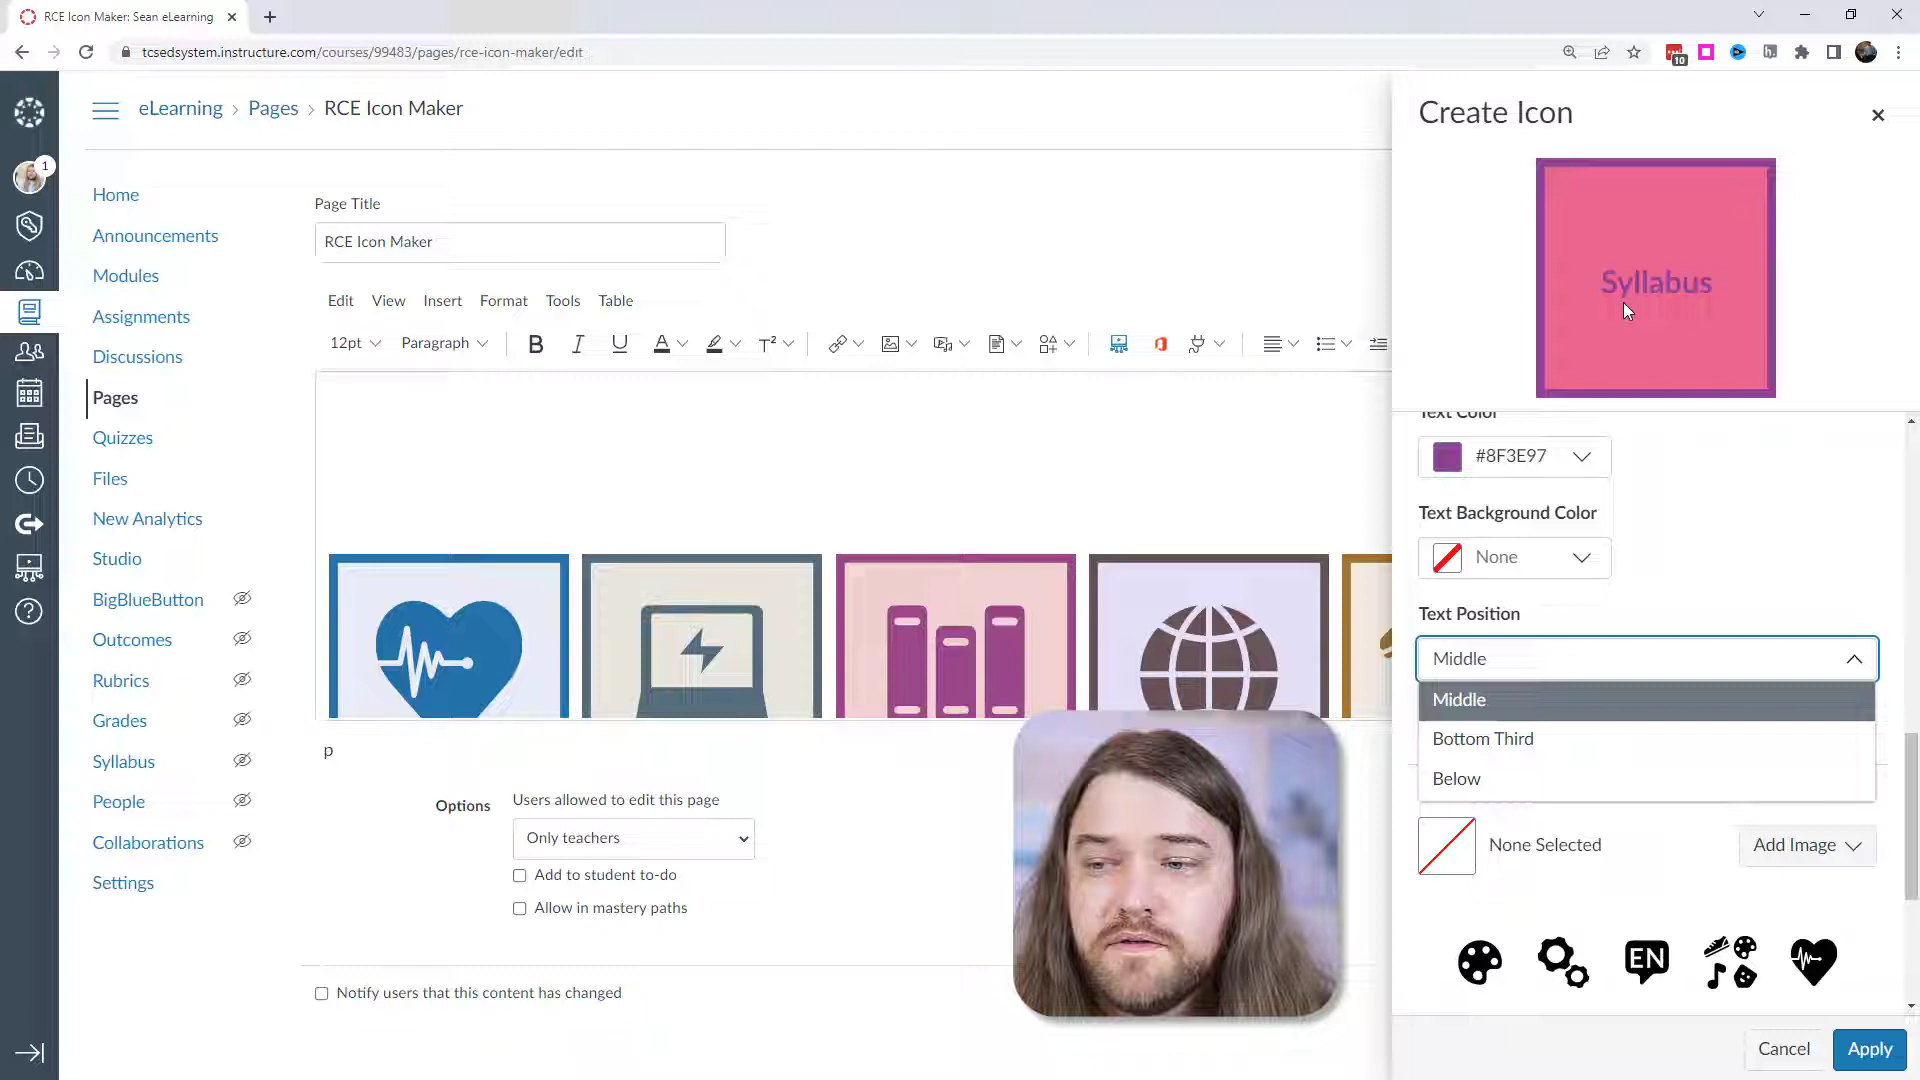 RCE Icon Maker: Sean eLearning
tcsedsystem.instructure.com/courses/99483/pages/rce-icon-maker/edit
10
1
eLearning > Pages > RCE Icon Maker
Home
Announcements
Modules
Assignments
Discussions
Pages
Quizzes
Files
New Analytics
Studio
BigBlueButton
Outcomes
Rubrics
Grades
Syllabus
People
Collaborations
Settings
Page Title
RCE Icon Maker
Edit View Insert Format Tools Table
12pt Paragraph B I U A T²
p
Options
Users allowed to edit this page
Only teachers
Add to student to-do
Allow in mastery paths
Notify users that this content has changed
Create Icon
Syllabus
Text Color
#8F3E97
Text Background Color
None
Text Position
Middle
Middle
Bottom Third
Below
None Selected
Add Image
EN
Cancel
Apply